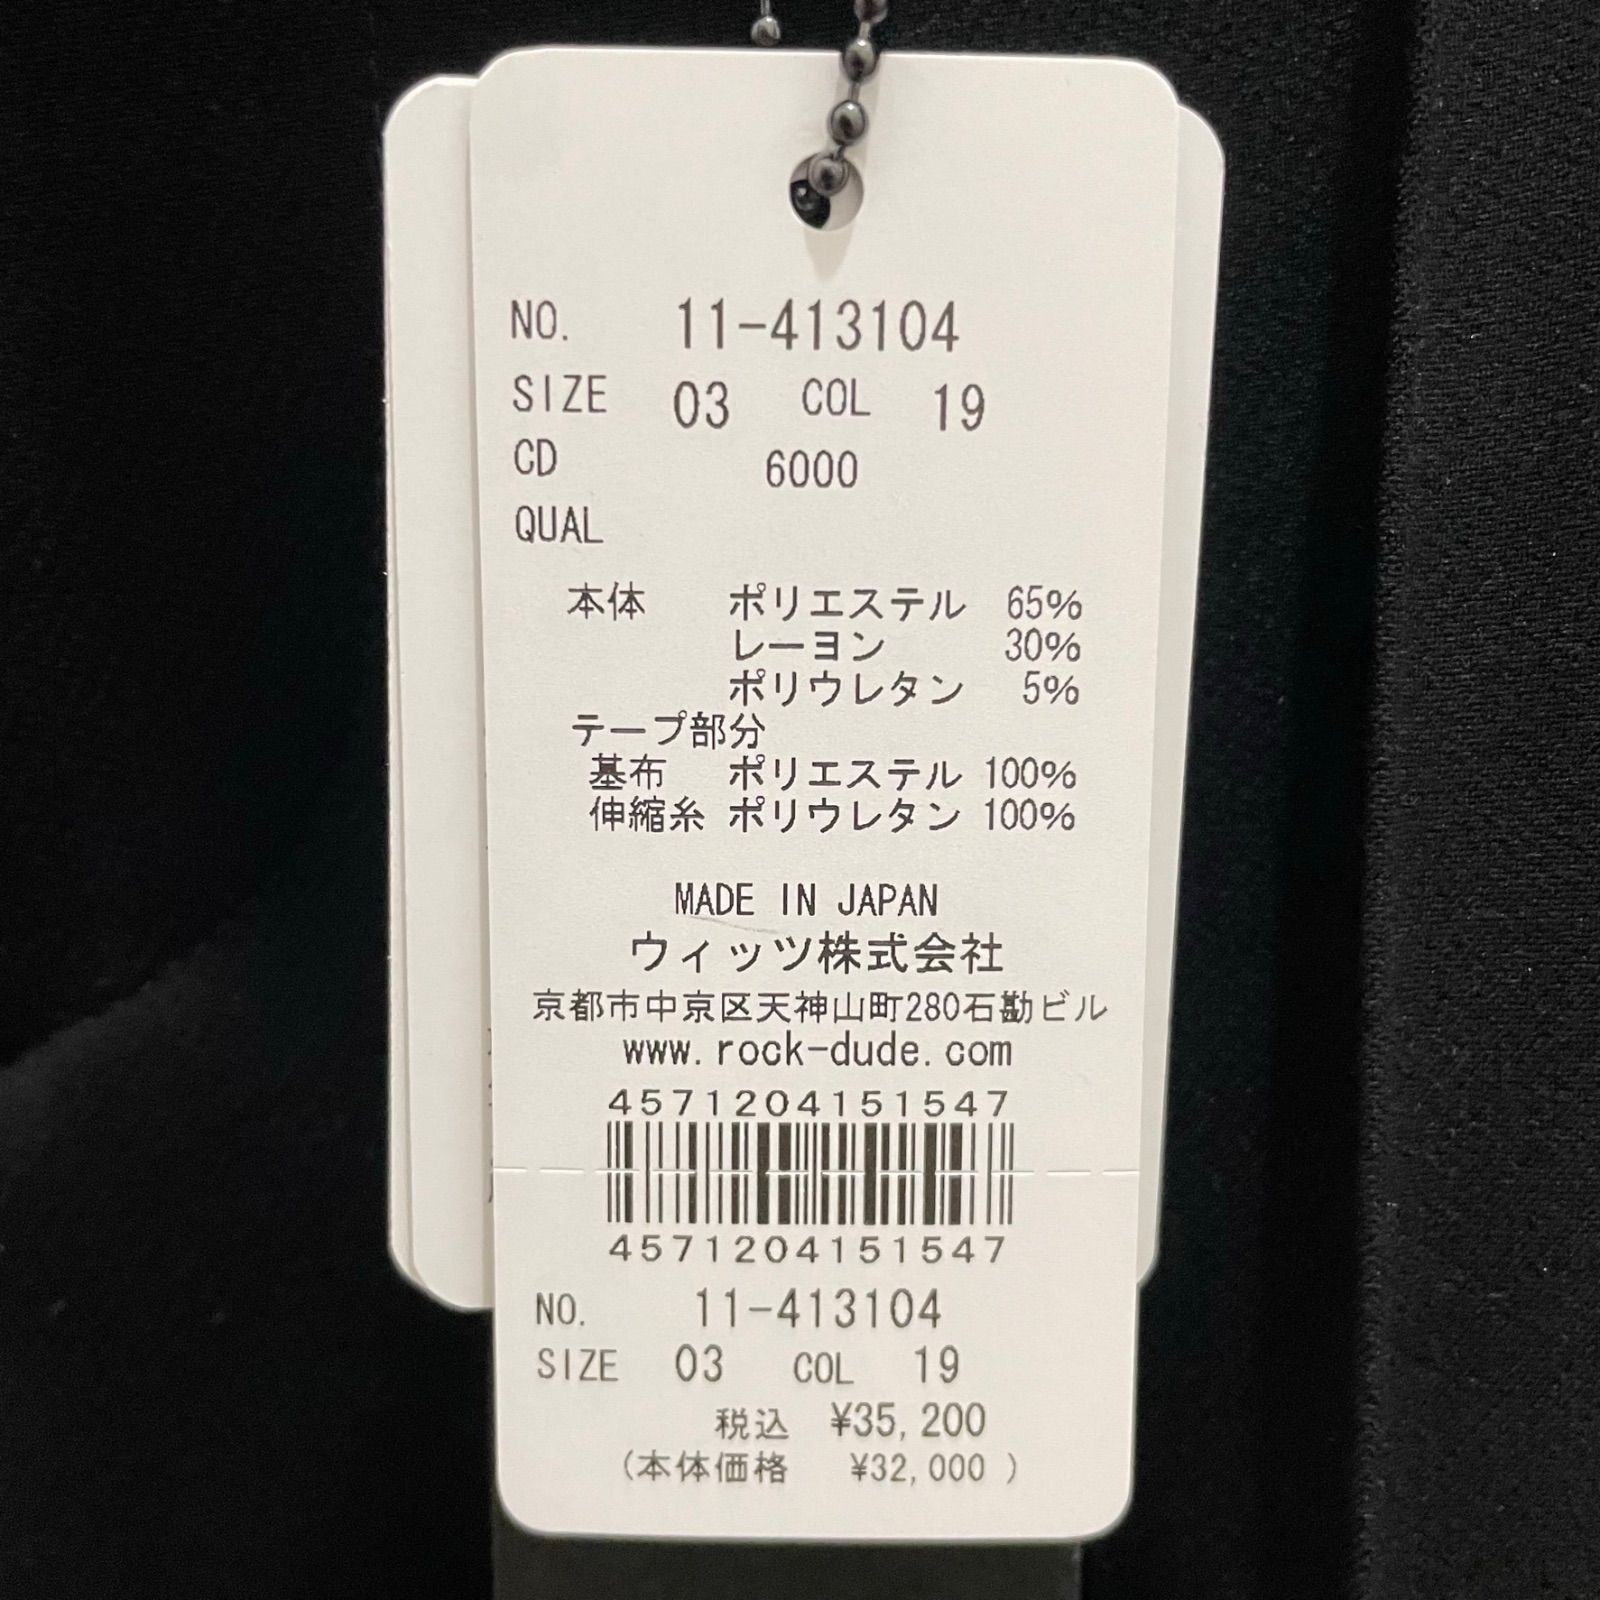 NO. 11-413104
SIZE 03 COL 19
CD 6000
QUAL
本体 ポリエステル 65%
レーヨン 30%
ポリウレタン 5%
テープ部分
基布 ポリエステル 100%
伸縮糸 ポリウレタン 100%
MADE IN JAPAN
ウィッツ株式会社
京都市中京区天神山町280石勘ビル
www.rock-dude.com
4571204151547
4571204151547
NO. 11-413104
SIZE 03 COL 19
税込 ¥35,200
(本体価格 ¥32,000 )